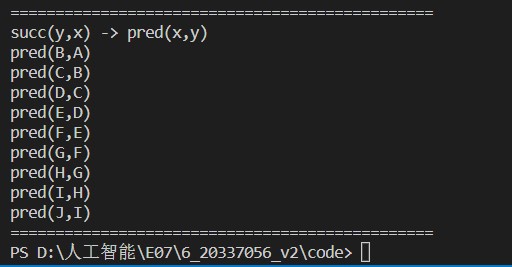 ================================================
succ(y,x) -> pred(x,y)
pred(B,A)
pred(C,B)
pred(D,C)
pred(E,D)
pred(F,E)
pred(G,F)
pred(H,G)
pred(I,H)
pred(J,I)
================================================
PS D:\人工智能\E07\6_20337056_v2\code>